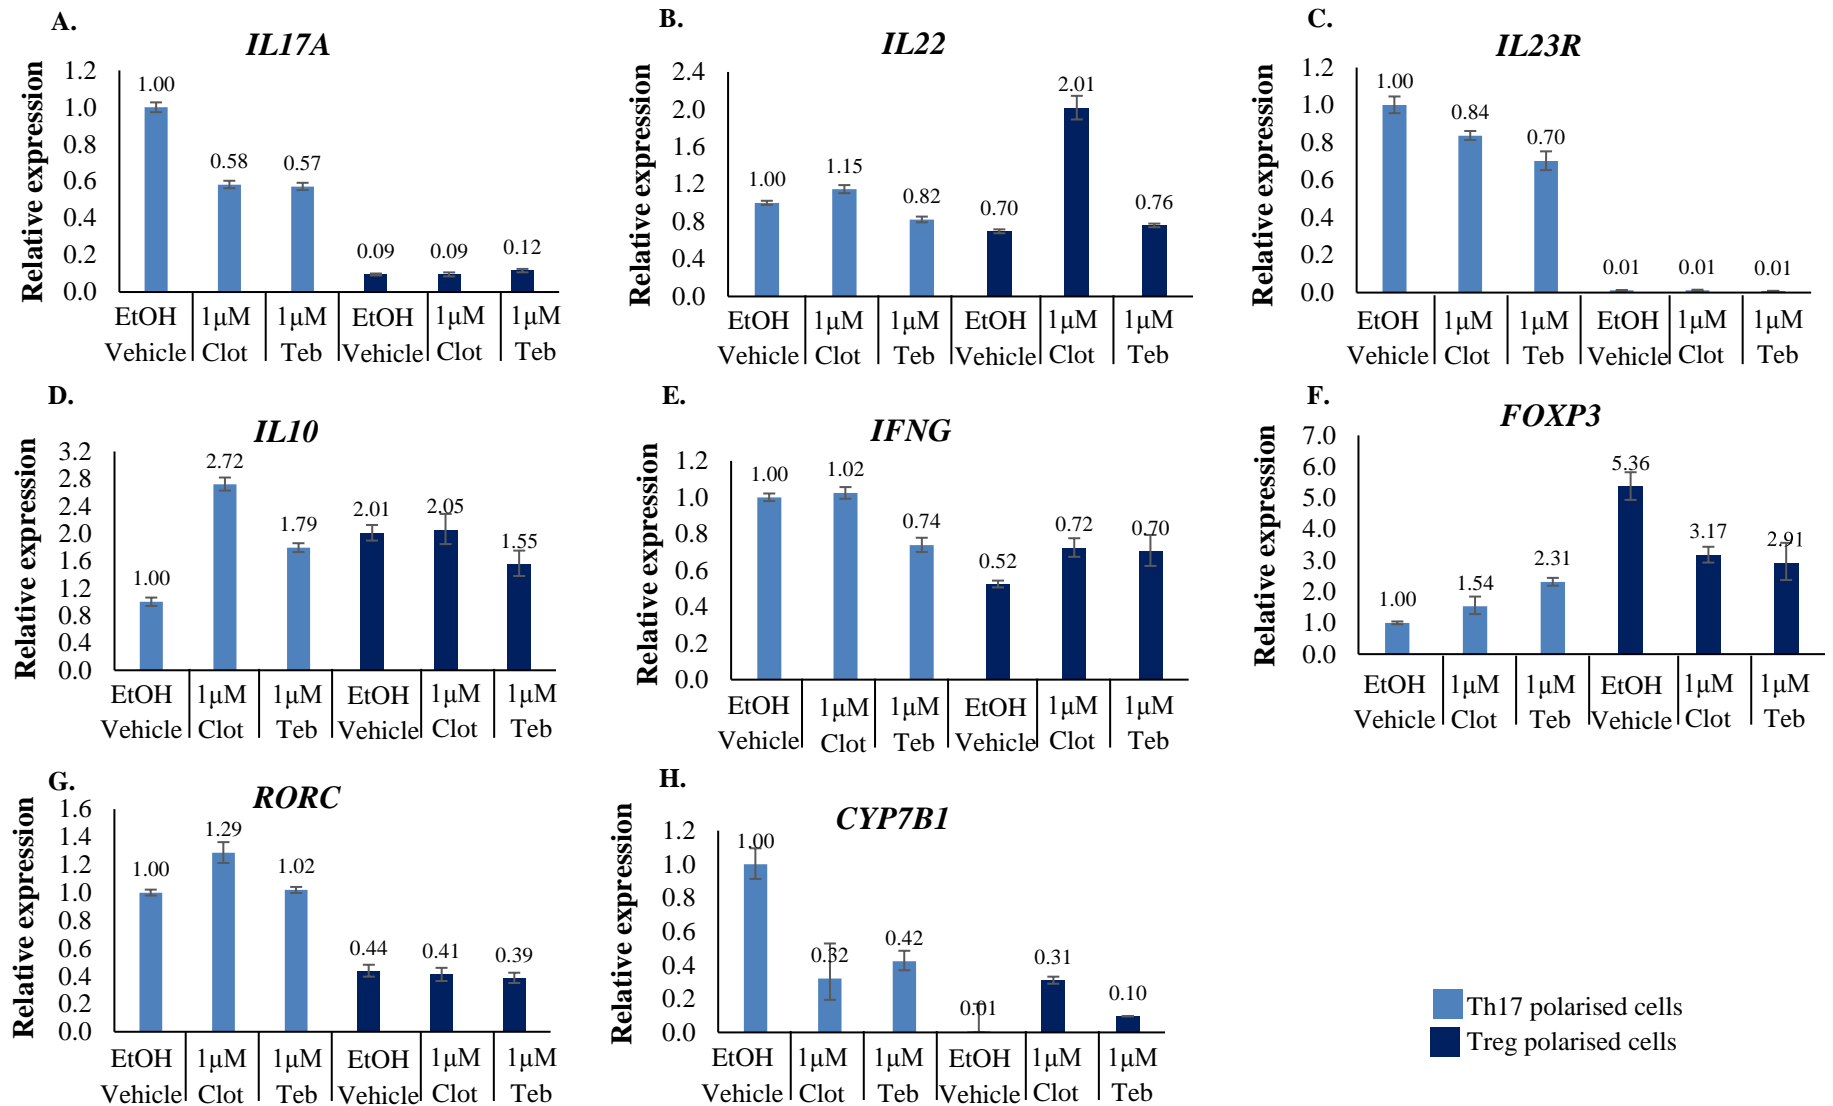 A.
IL17A
Relative expression
1.2
1.0
0.8
0.6
0.4
0.2
0.0
1.00
0.58
0.57
0.09
0.09
0.12
EtOH 1μM 1μM EtOH 1μM 1μM
Vehicle Clot Teb Vehicle Clot Teb
B.
IL22
Relative expression
2.4
2.0
1.6
1.2
0.8
0.4
0.0
1.00
1.15
0.82
0.70
2.01
0.76
EtOH 1μM 1μM EtOH 1μM 1μM
Vehicle Clot Teb Vehicle Clot Teb
C.
IL23R
Relative expression
1.2
1.0
0.8
0.6
0.4
0.2
0.0
1.00
0.84
0.70
0.01
0.01
0.01
EtOH 1μM 1μM EtOH 1μM 1μM
Vehicle Clot Teb Vehicle Clot Teb
D.
IL10
Relative expression
3.2
2.8
2.4
2.0
1.6
1.2
0.8
0.4
0.0
1.00
2.72
1.79
2.01
2.05
1.55
EtOH 1μM 1μM EtOH 1μM 1μM
Vehicle Clot Teb Vehicle Clot Teb
E.
IFNG
Relative expression
1.2
1.0
0.8
0.6
0.4
0.2
0.0
1.00
1.02
0.74
0.52
0.72
0.70
EtOH 1μM 1μM EtOH 1μM 1μM
Vehicle Clot Teb Vehicle Clot Teb
F.
FOXP3
Relative expression
7.0
6.0
5.0
4.0
3.0
2.0
1.0
0.0
1.00
1.54
2.31
5.36
3.17
2.91
EtOH 1μM 1μM EtOH 1μM 1μM
Vehicle Clot Teb Vehicle Clot Teb
G.
RORC
Relative expression
1.6
1.4
1.2
1.0
0.8
0.6
0.4
0.2
0.0
1.00
1.29
1.02
0.44
0.41
0.39
EtOH 1μM 1μM EtOH 1μM 1μM
Vehicle Clot Teb Vehicle Clot Teb
H.
CYP7B1
Relative expression
1.2
1.0
0.8
0.6
0.4
0.2
0.0
1.00
0.32
0.42
0.01
0.31
0.10
EtOH 1μM 1μM EtOH 1μM 1μM
Vehicle Clot Teb Vehicle Clot Teb
Th17 polarised cells
Treg polarised cells